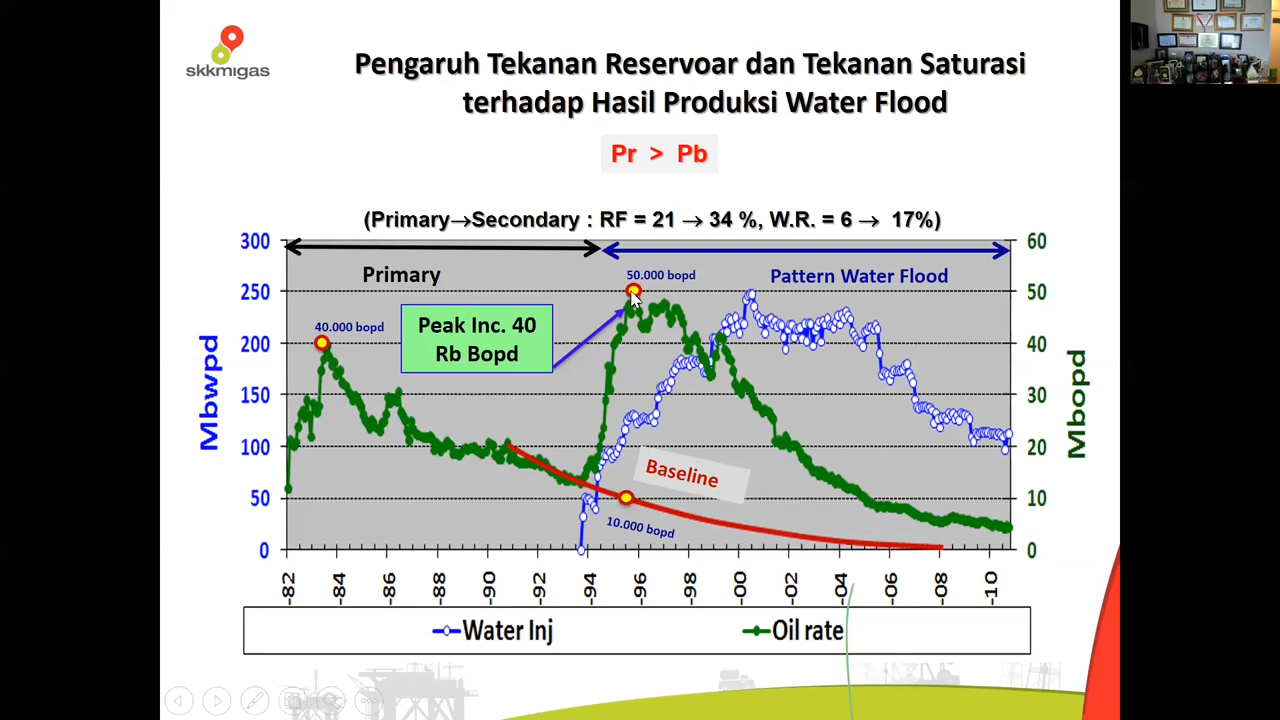 skkmigas
Pengaruh Tekanan Reservoar dan Tekanan Saturasi
terhadap Hasil Produksi Water Flood
Pr > Pb
(Primary→Secondary : RF = 21 → 34 %, W.R. = 6 → 17%)
300
60
Primary
50.000 bopd
Pattern Water Flood
250
50
40.000 bopd
Peak Inc. 40
Rb Bopd
200
40
Mbwpd
Mbopd
150
30
100
20
Baseline
50
10
10.000 bopd
0
0
-82
-84
-86
-88
-90
-92
-94
-96
-98
-00
-02
-04
-06
-08
-10
Water Inj
Oil rate